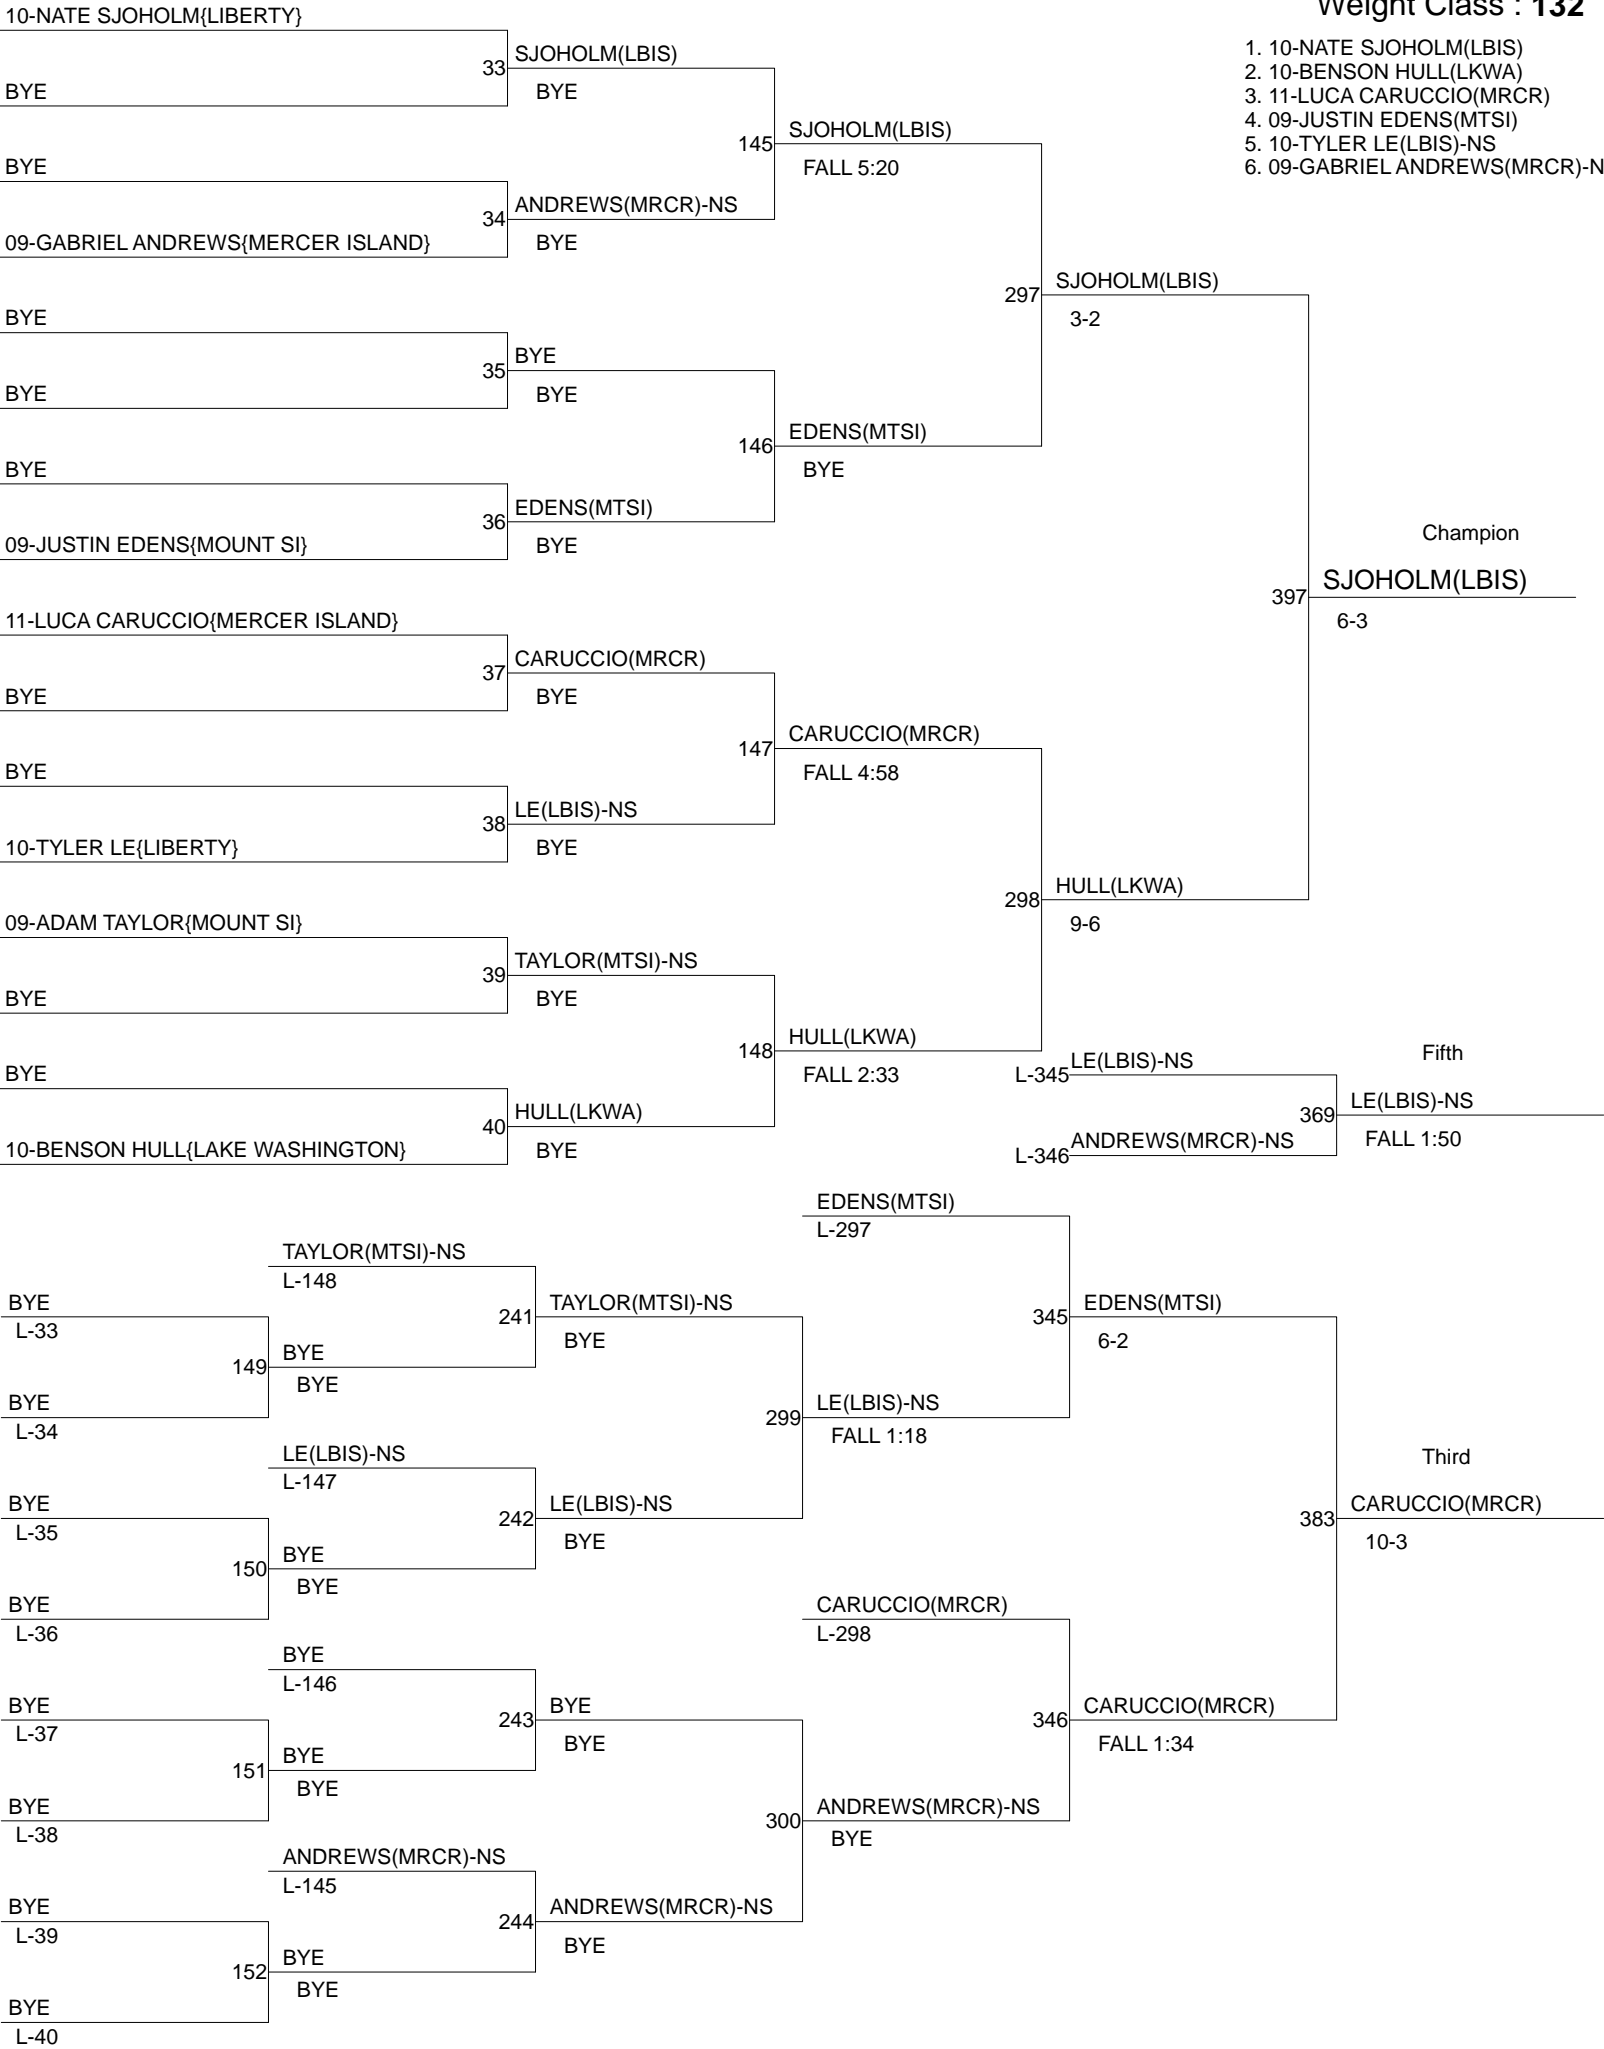 Weight Class : 132
1. 10-NATE SJOHOLM(LBIS)
2. 10-BENSON HULL(LKWA)
3. 11-LUCA CARUCCIO(MRCR)
4. 09-JUSTIN EDENS(MTSI)
5. 10-TYLER LE(LBIS)-NS
6. 09-GABRIEL ANDREWS(MRCR)-N
10-NATE SJOHOLM{LIBERTY}
33
SJOHOLM(LBIS)
BYE
BYE
145
SJOHOLM(LBIS)
FALL 5:20
BYE
34
ANDREWS(MRCR)-NS
BYE
09-GABRIEL ANDREWS{MERCER ISLAND}
297
SJOHOLM(LBIS)
3-2
BYE
35
BYE
BYE
BYE
146
EDENS(MTSI)
BYE
BYE
36
EDENS(MTSI)
BYE
09-JUSTIN EDENS{MOUNT SI}
Champion
397
SJOHOLM(LBIS)
6-3
11-LUCA CARUCCIO{MERCER ISLAND}
37
CARUCCIO(MRCR)
BYE
BYE
147
CARUCCIO(MRCR)
FALL 4:58
BYE
38
LE(LBIS)-NS
BYE
10-TYLER LE{LIBERTY}
298
HULL(LKWA)
9-6
09-ADAM TAYLOR{MOUNT SI}
39
TAYLOR(MTSI)-NS
BYE
BYE
148
HULL(LKWA)
FALL 2:33
BYE
40
HULL(LKWA)
BYE
10-BENSON HULL{LAKE WASHINGTON}
Fifth
L-345
LE(LBIS)-NS
369
LE(LBIS)-NS
FALL 1:50
L-346
ANDREWS(MRCR)-NS
EDENS(MTSI)
L-297
TAYLOR(MTSI)-NS
L-148
BYE
L-33
241
TAYLOR(MTSI)-NS
BYE
345
EDENS(MTSI)
6-2
149
BYE
BYE
BYE
L-34
299
LE(LBIS)-NS
FALL 1:18
LE(LBIS)-NS
L-147
Third
BYE
L-35
242
LE(LBIS)-NS
BYE
383
CARUCCIO(MRCR)
10-3
150
BYE
BYE
BYE
L-36
CARUCCIO(MRCR)
L-298
BYE
L-146
BYE
L-37
243
BYE
BYE
346
CARUCCIO(MRCR)
FALL 1:34
151
BYE
BYE
BYE
L-38
300
ANDREWS(MRCR)-NS
BYE
ANDREWS(MRCR)-NS
L-145
BYE
L-39
244
ANDREWS(MRCR)-NS
BYE
152
BYE
BYE
BYE
L-40